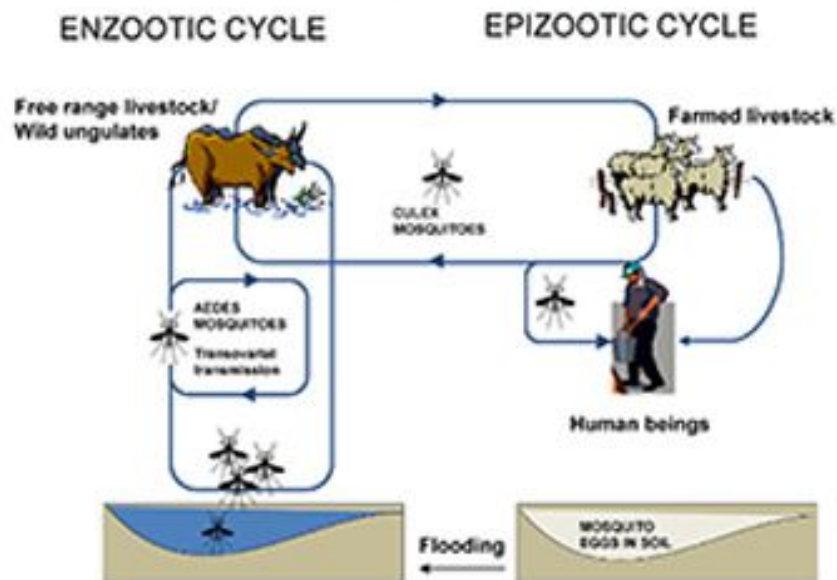 ENZOOTIC CYCLE
EPIZOOTIC CYCLE
Free range livestock/
Wild ungulates
Farmed livestock
CULEX
MOSQUITOES
AEDES
MOSQUITOES
Transovarial
transmission
Human beings
Flooding
MOSQUITO
EGGS IN SOIL